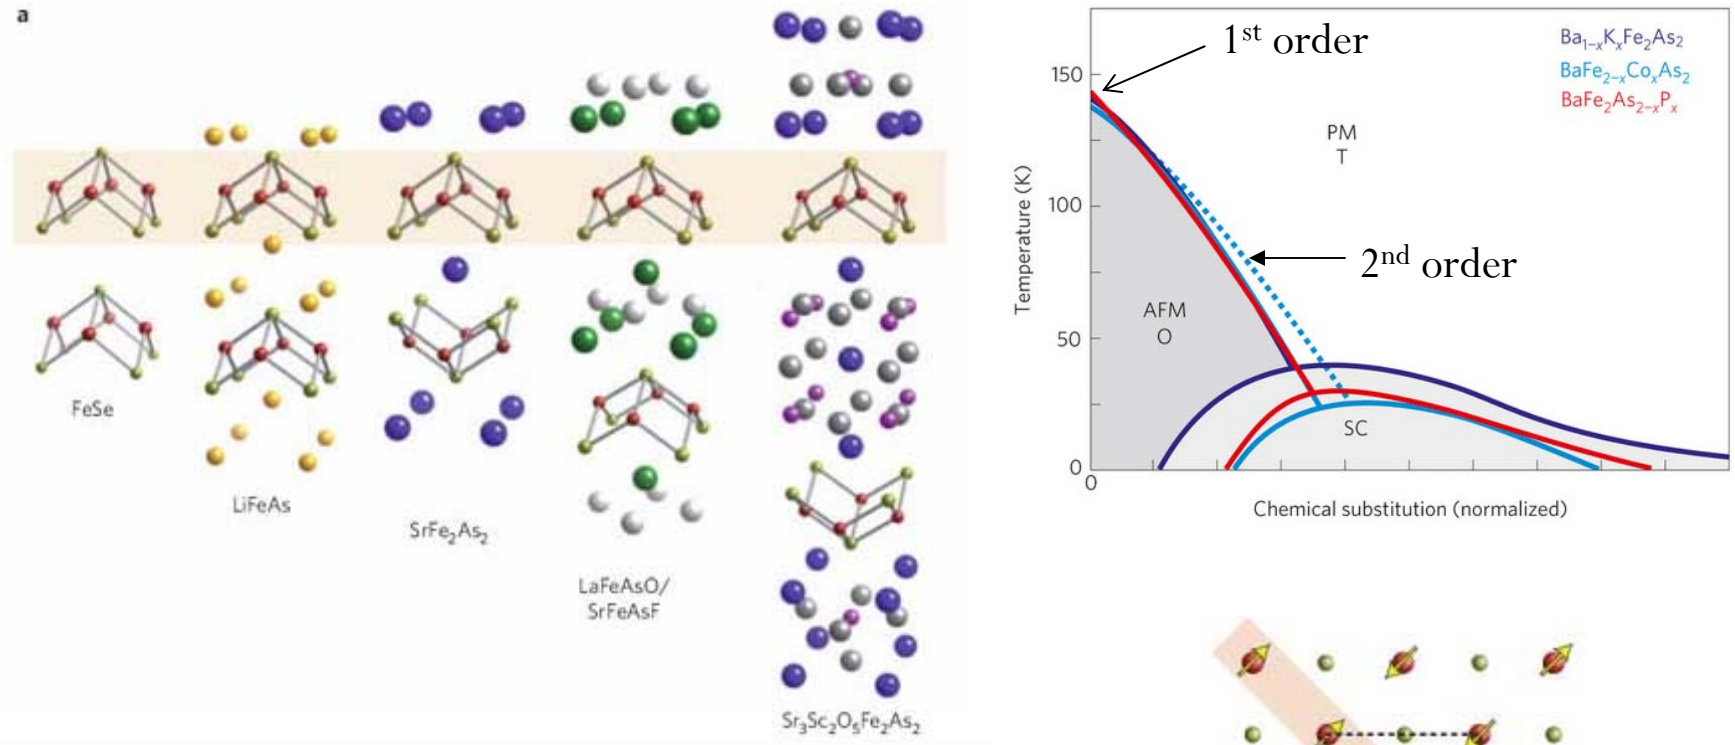 a
FeSe
LiFeAs
SrFe₂As₂
LaFeAsO/
SrFeAsF
Sr₃Sc₂O₅Fe₂As₂
1ˢᵗ order
Ba₁₋ₓKₓFe₂As₂
BaFe₂₋ₓCoₓAs₂
BaFe₂As₂₋ₓPₓ
150
PM
T
100
2ⁿᵈ order
Temperature (K)
AFM
O
50
SC
0
0
Chemical substitution (normalized)